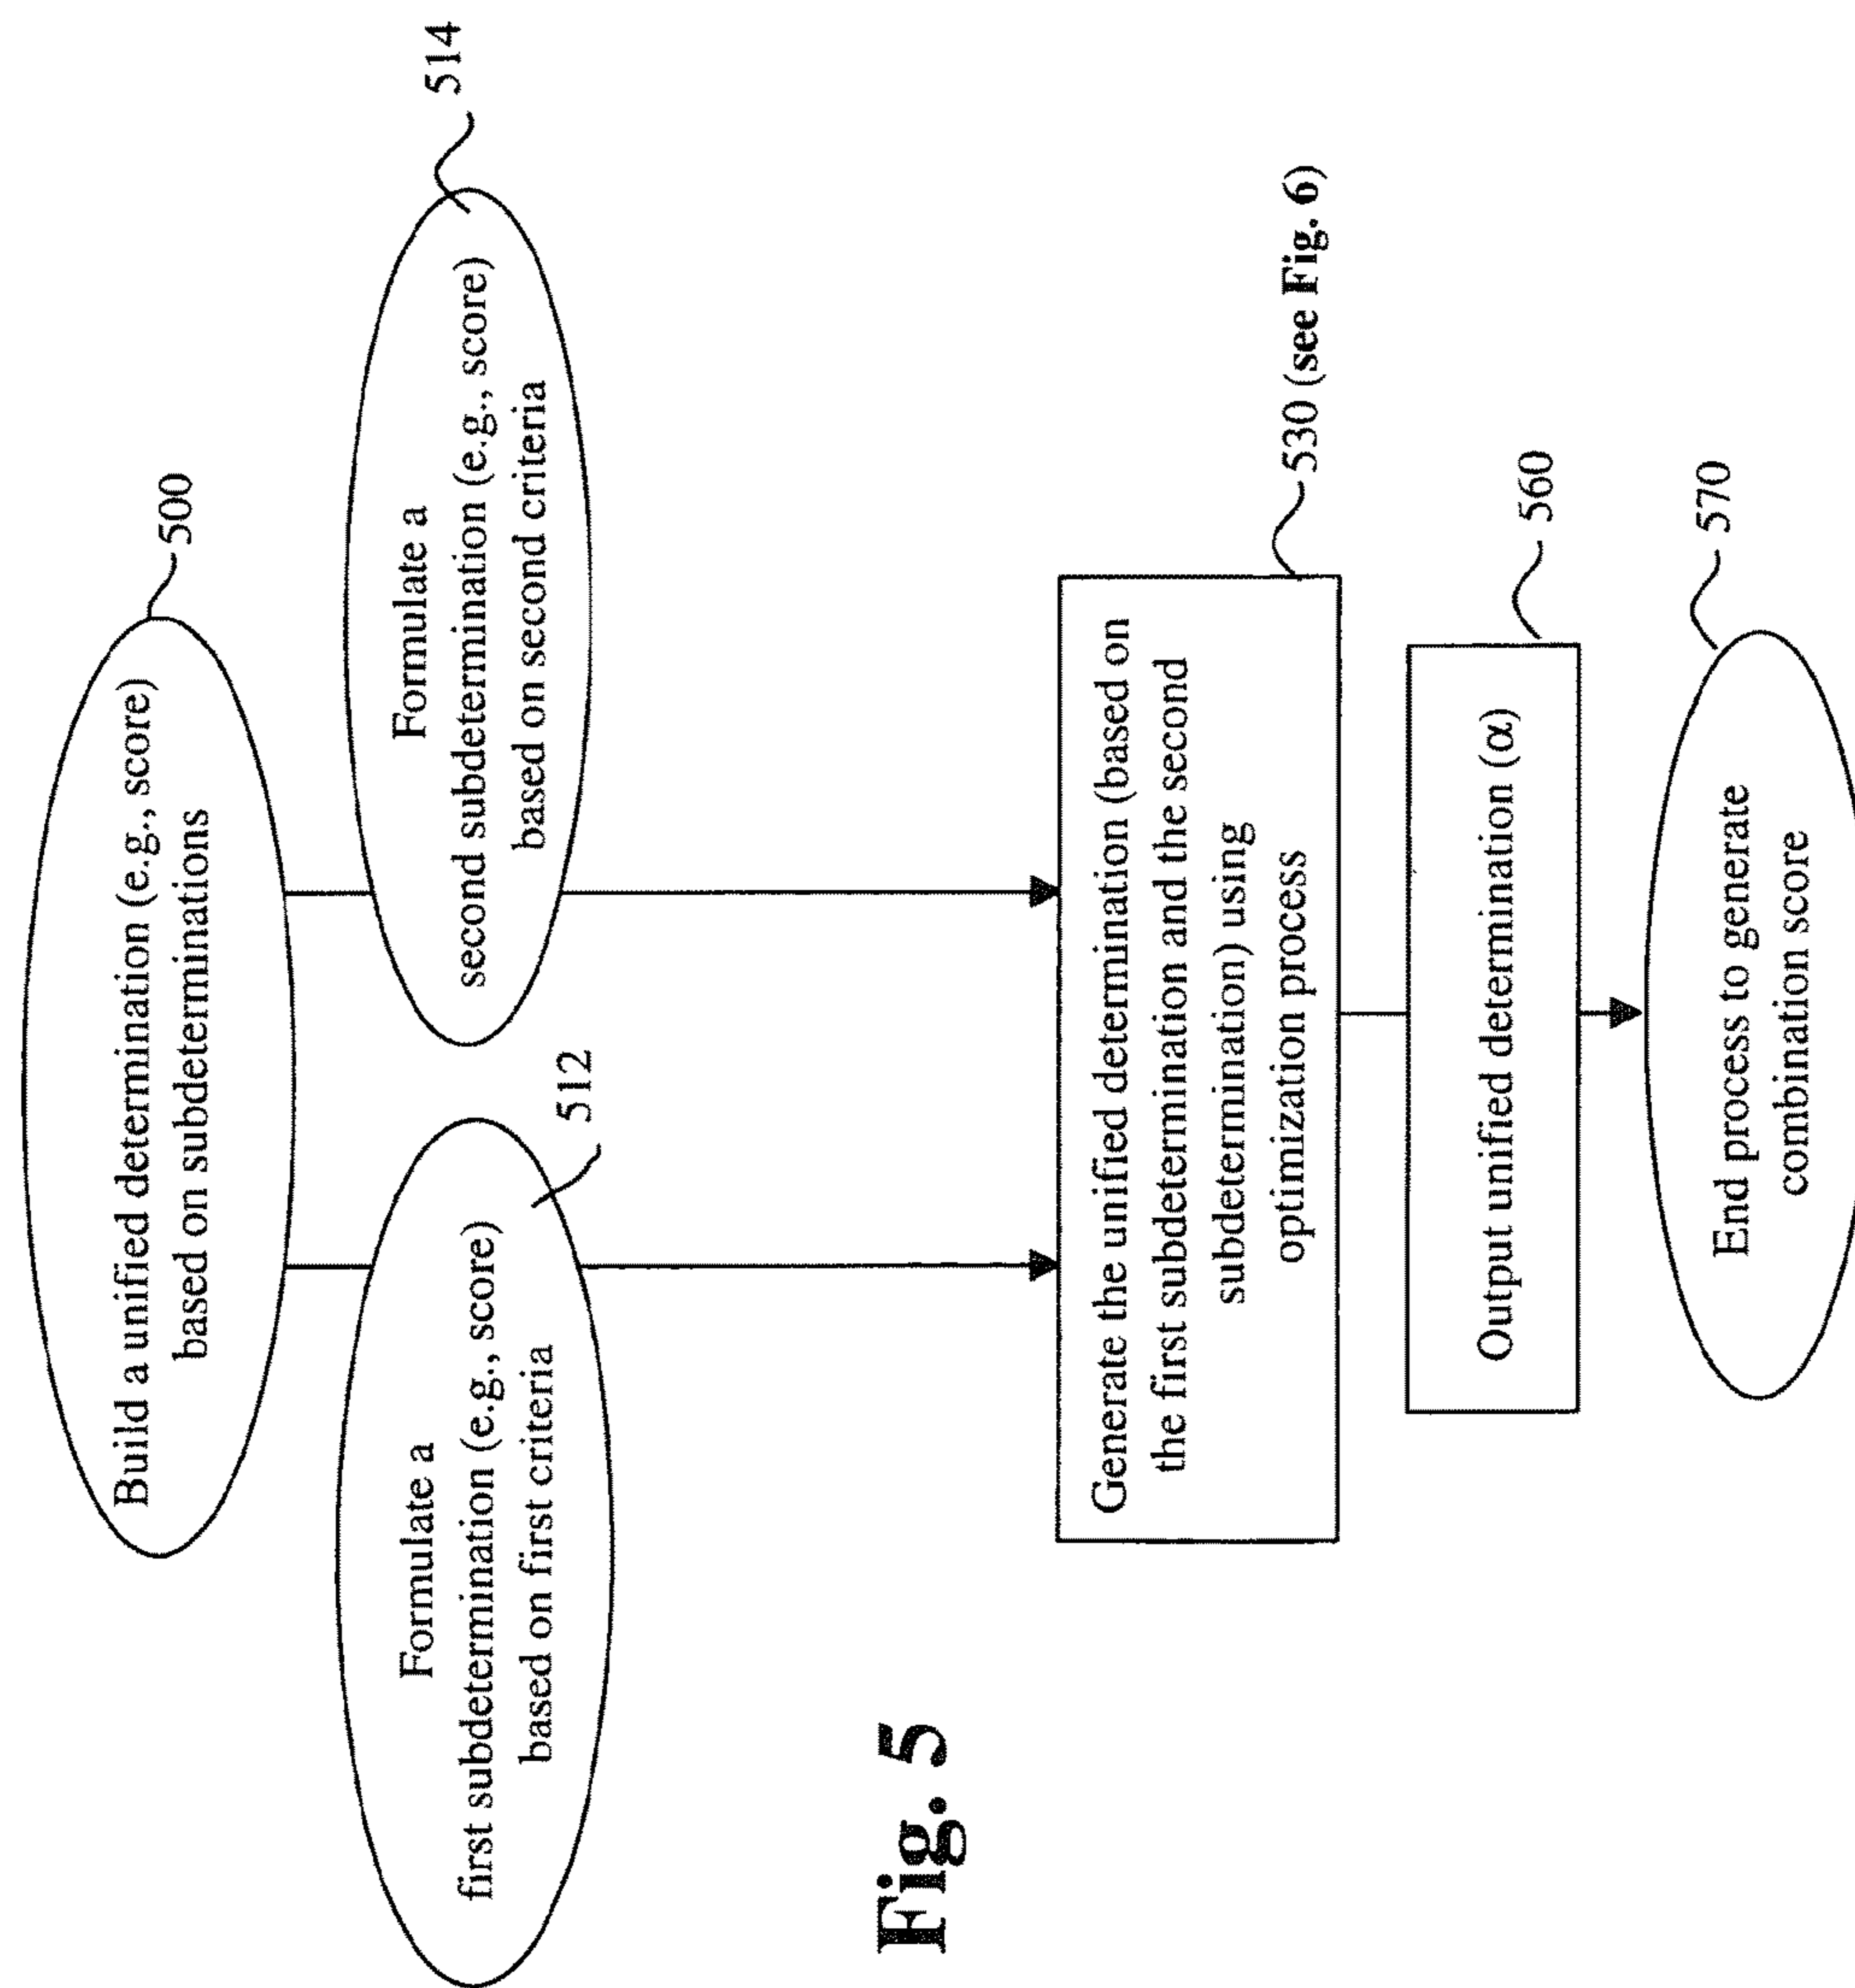 500
Build a unified determination (e.g., score)
based on subdeterminations
514
Formulate a
first subdetermination (e.g., score)
based on first criteria
512
Formulate a
second subdetermination (e.g., score)
based on second criteria
Fig. 5
530 (see Fig. 6)
Generate the unified determination (based on
the first subdetermination and the second
subdetermination) using
optimization process
560
Output unified determination (α)
570
End process to generate
combination score